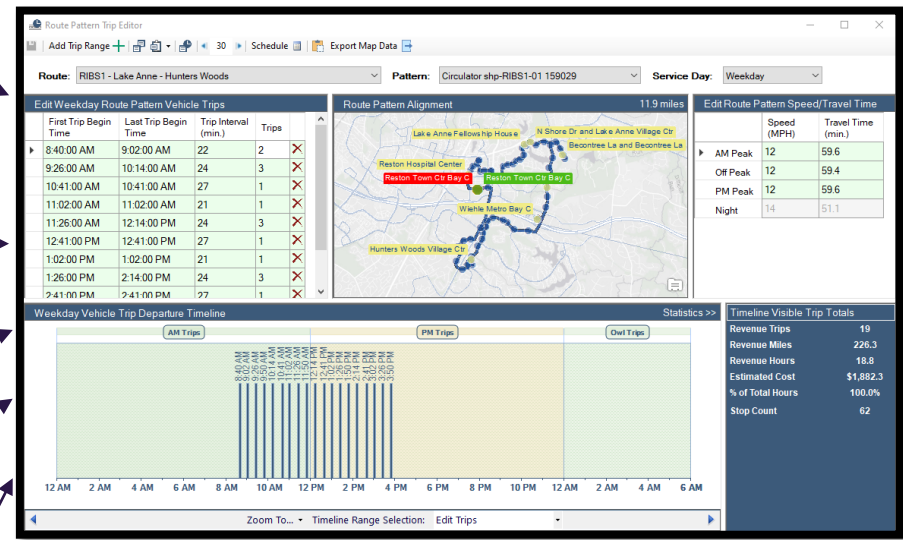 Route Pattern Trip Editor
Add Trip Range 30 Schedule Export Map Data
Route: RIBS1 - Lake Anne - Hunters Woods Pattern: Circulator shp-RIBS1-01 159029 Service Day: Weekday
Edit Weekday Route Pattern Vehicle Trips
First Trip Begin Time Last Trip Begin Time Trip Interval (min.) Trips
8:40:00 AM 9:02:00 AM 22 2
9:26:00 AM 10:14:00 AM 24 3
10:41:00 AM 10:41:00 AM 27 1
11:02:00 AM 11:02:00 AM 21 1
11:26:00 AM 12:14:00 PM 24 3
12:41:00 PM 12:41:00 PM 27 1
1:02:00 PM 1:02:00 PM 21 1
1:26:00 PM 2:14:00 PM 24 3
2:41:00 PM 2:41:00 PM 27 1
Route Pattern Alignment 11.9 miles
Lake Anne Fellowship House
N Shore Dr and Lake Anne Village Ctr
Becontree La and Becontree La
Reston Hospital Center
Reston Town Ctr Bay C
Reston Town Ctr Bay C
Wiehle Metro Bay C
Hunters Woods Village Ctr
Edit Route Pattern Speed/Travel Time
Speed (MPH) Travel Time (min.)
AM Peak 12 59.6
Off Peak 12 59.4
PM Peak 12 59.6
Night 14 51.1
Weekday Vehicle Trip Departure Timeline Statistics >>
AM Trips PM Trips Owl Trips
8:40 AM
9:02 AM
9:26 AM
9:50 AM
10:14 AM
10:41 AM
11:02 AM
11:26 AM
11:50 AM
12:14 PM
12:41 PM
1:02 PM
1:26 PM
1:50 PM
2:14 PM
2:41 PM
3:02 PM
3:26 PM
3:50 PM
12 AM 2 AM 4 AM 6 AM 8 AM 10 AM 12 PM 2 PM 4 PM 6 PM 8 PM 10 PM 12 AM 2 AM 4 AM 6 AM
Zoom To... Timeline Range Selection: Edit Trips
Timeline Visible Trip Totals
Revenue Trips 19
Revenue Miles 226.3
Revenue Hours 18.8
Estimated Cost $1,882.3
% of Total Hours 100.0%
Stop Count 62